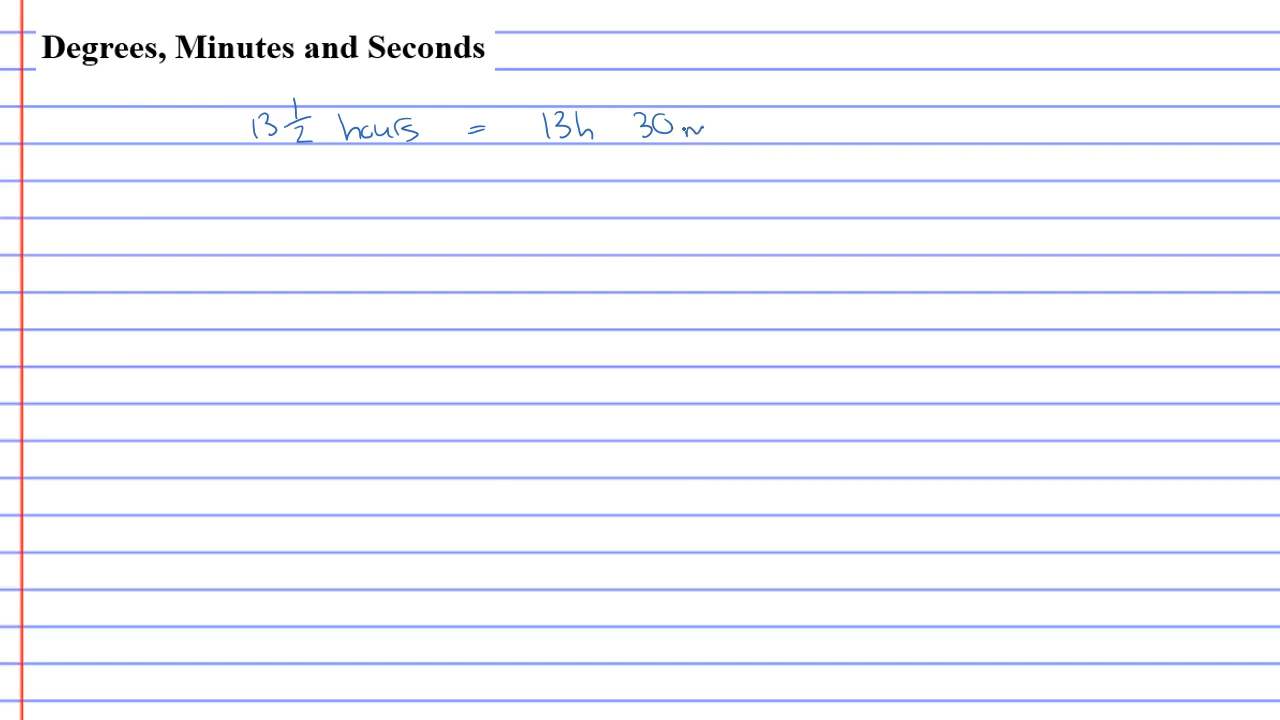 Degrees, Minutes and Seconds
13 1/2 hours = 13h 30m